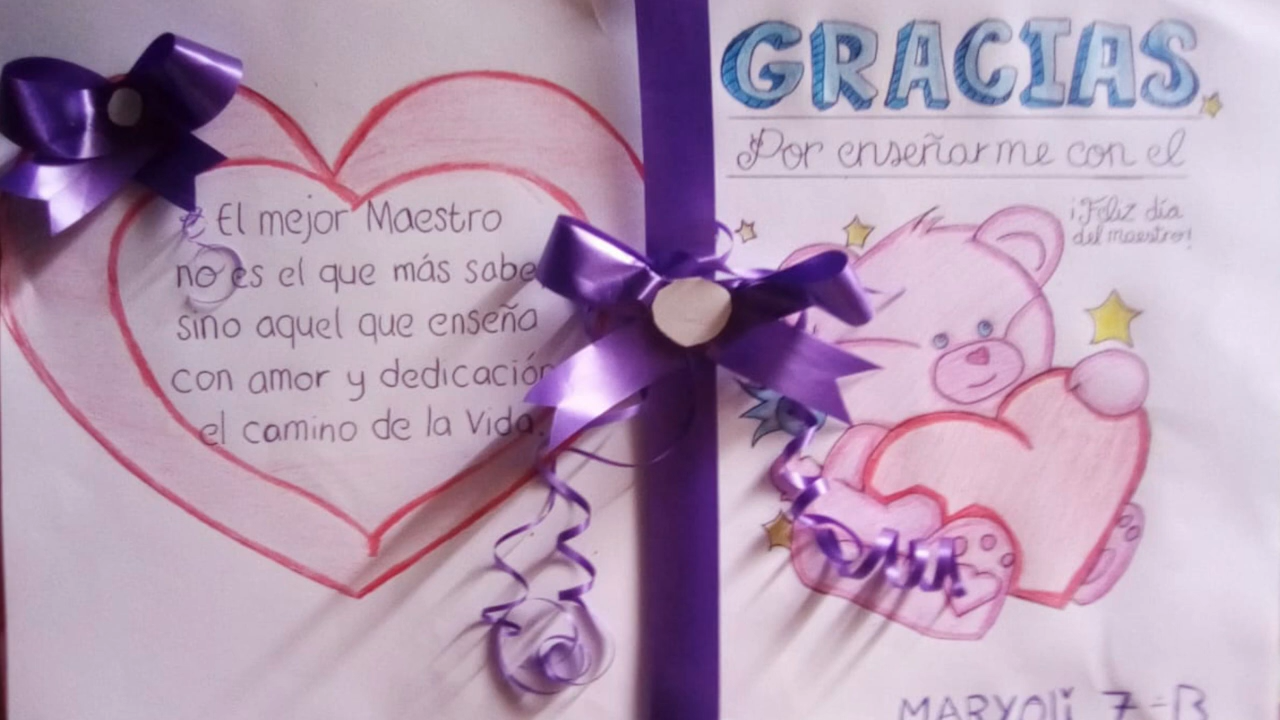 El mejor Maestro
no es el que más sabe
sino aquel que enseña
con amor y dedicación
el camino de la Vida.
GRACIAS
Por enseñarme con el
¡Feliz día
del maestro!
MARYOli 7-B